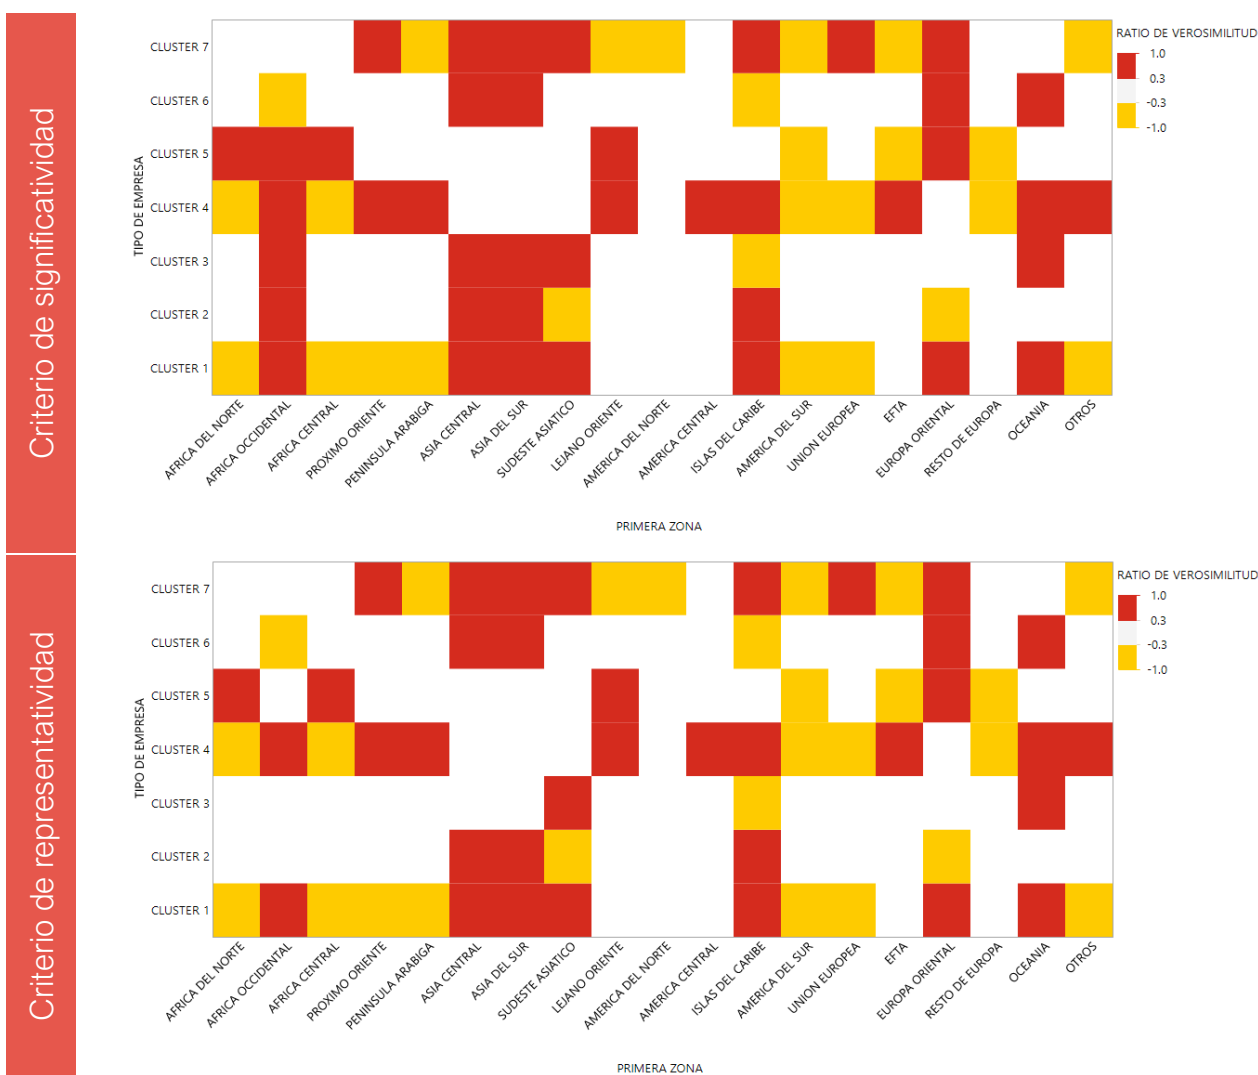 Criterio de significatividad
TIPO DE EMPRESA
CLUSTER 7
CLUSTER 6
CLUSTER 5
CLUSTER 4
CLUSTER 3
CLUSTER 2
CLUSTER 1
AFRICA DEL NORTE
AFRICA OCCIDENTAL
AFRICA CENTRAL
PROXIMO ORIENTE
PENINSULA ARABIGA
ASIA CENTRAL
ASIA DEL SUR
SUDESTE ASIATICO
LEJANO ORIENTE
AMERICA DEL NORTE
AMERICA CENTRAL
ISLAS DEL CARIBE
AMERICA DEL SUR
UNION EUROPEA
EFTA
EUROPA ORIENTAL
RESTO DE EUROPA
OCEANIA
OTROS
PRIMERA ZONA
RATIO DE VEROSIMILITUD
1.0
0.3
-0.3
-1.0
Criterio de representatividad
TIPO DE EMPRESA
CLUSTER 7
CLUSTER 6
CLUSTER 5
CLUSTER 4
CLUSTER 3
CLUSTER 2
CLUSTER 1
AFRICA DEL NORTE
AFRICA OCCIDENTAL
AFRICA CENTRAL
PROXIMO ORIENTE
PENINSULA ARABIGA
ASIA CENTRAL
ASIA DEL SUR
SUDESTE ASIATICO
LEJANO ORIENTE
AMERICA DEL NORTE
AMERICA CENTRAL
ISLAS DEL CARIBE
AMERICA DEL SUR
UNION EUROPEA
EFTA
EUROPA ORIENTAL
RESTO DE EUROPA
OCEANIA
OTROS
PRIMERA ZONA
RATIO DE VEROSIMILITUD
1.0
0.3
-0.3
-1.0